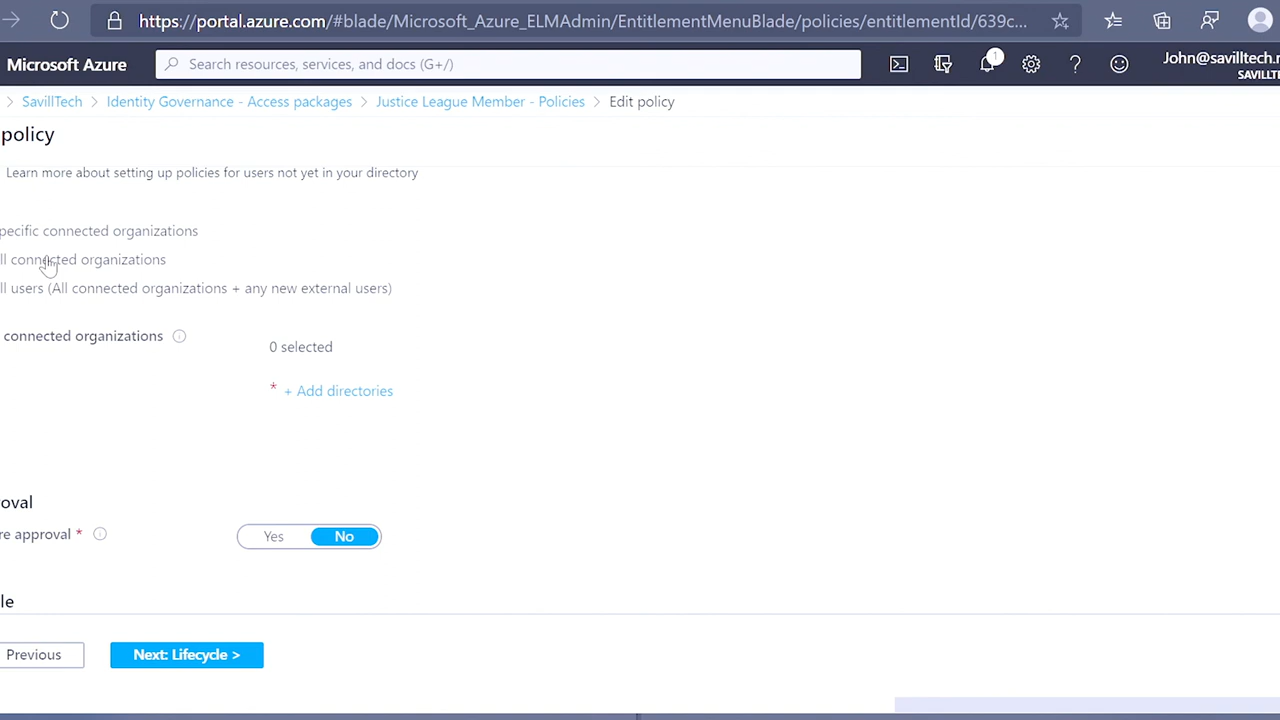 https://portal.azure.com/#blade/Microsoft_Azure_ELMAdmin/EntitlementMenuBlade/policies/entitlementId/639c...
Microsoft Azure
Search resources, services, and docs (G+/)
1
John@savilltech.n
SAVILLTE
> SavillTech > Identity Governance - Access packages > Justice League Member - Policies > Edit policy
policy
Learn more about setting up policies for users not yet in your directory
pecific connected organizations
ll connected organizations
ll users (All connected organizations + any new external users)
connected organizations
0 selected
* + Add directories
oval
re approval *
Yes No
le
Previous
Next: Lifecycle >